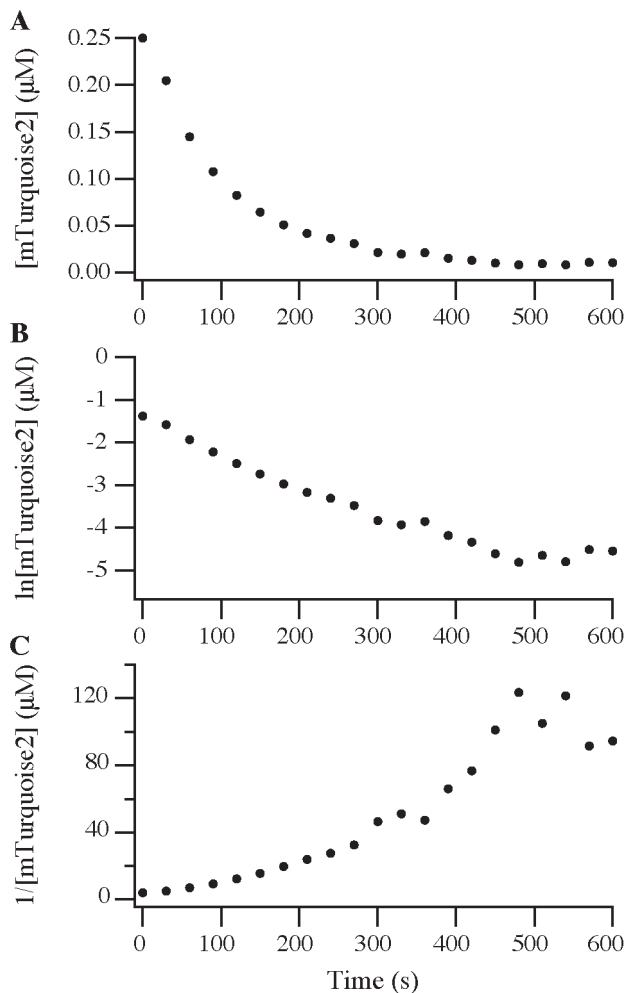 A
[mTurquoise2] (μM)
0.25
0.20
0.15
0.10
0.05
0.00
0 100 200 300 400 500 600
B
ln[mTurquoise2] (μM)
0
-1
-2
-3
-4
-5
0 100 200 300 400 500 600
C
1/[mTurquoise2] (μM)
120
80
40
0
0 100 200 300 400 500 600
Time (s)